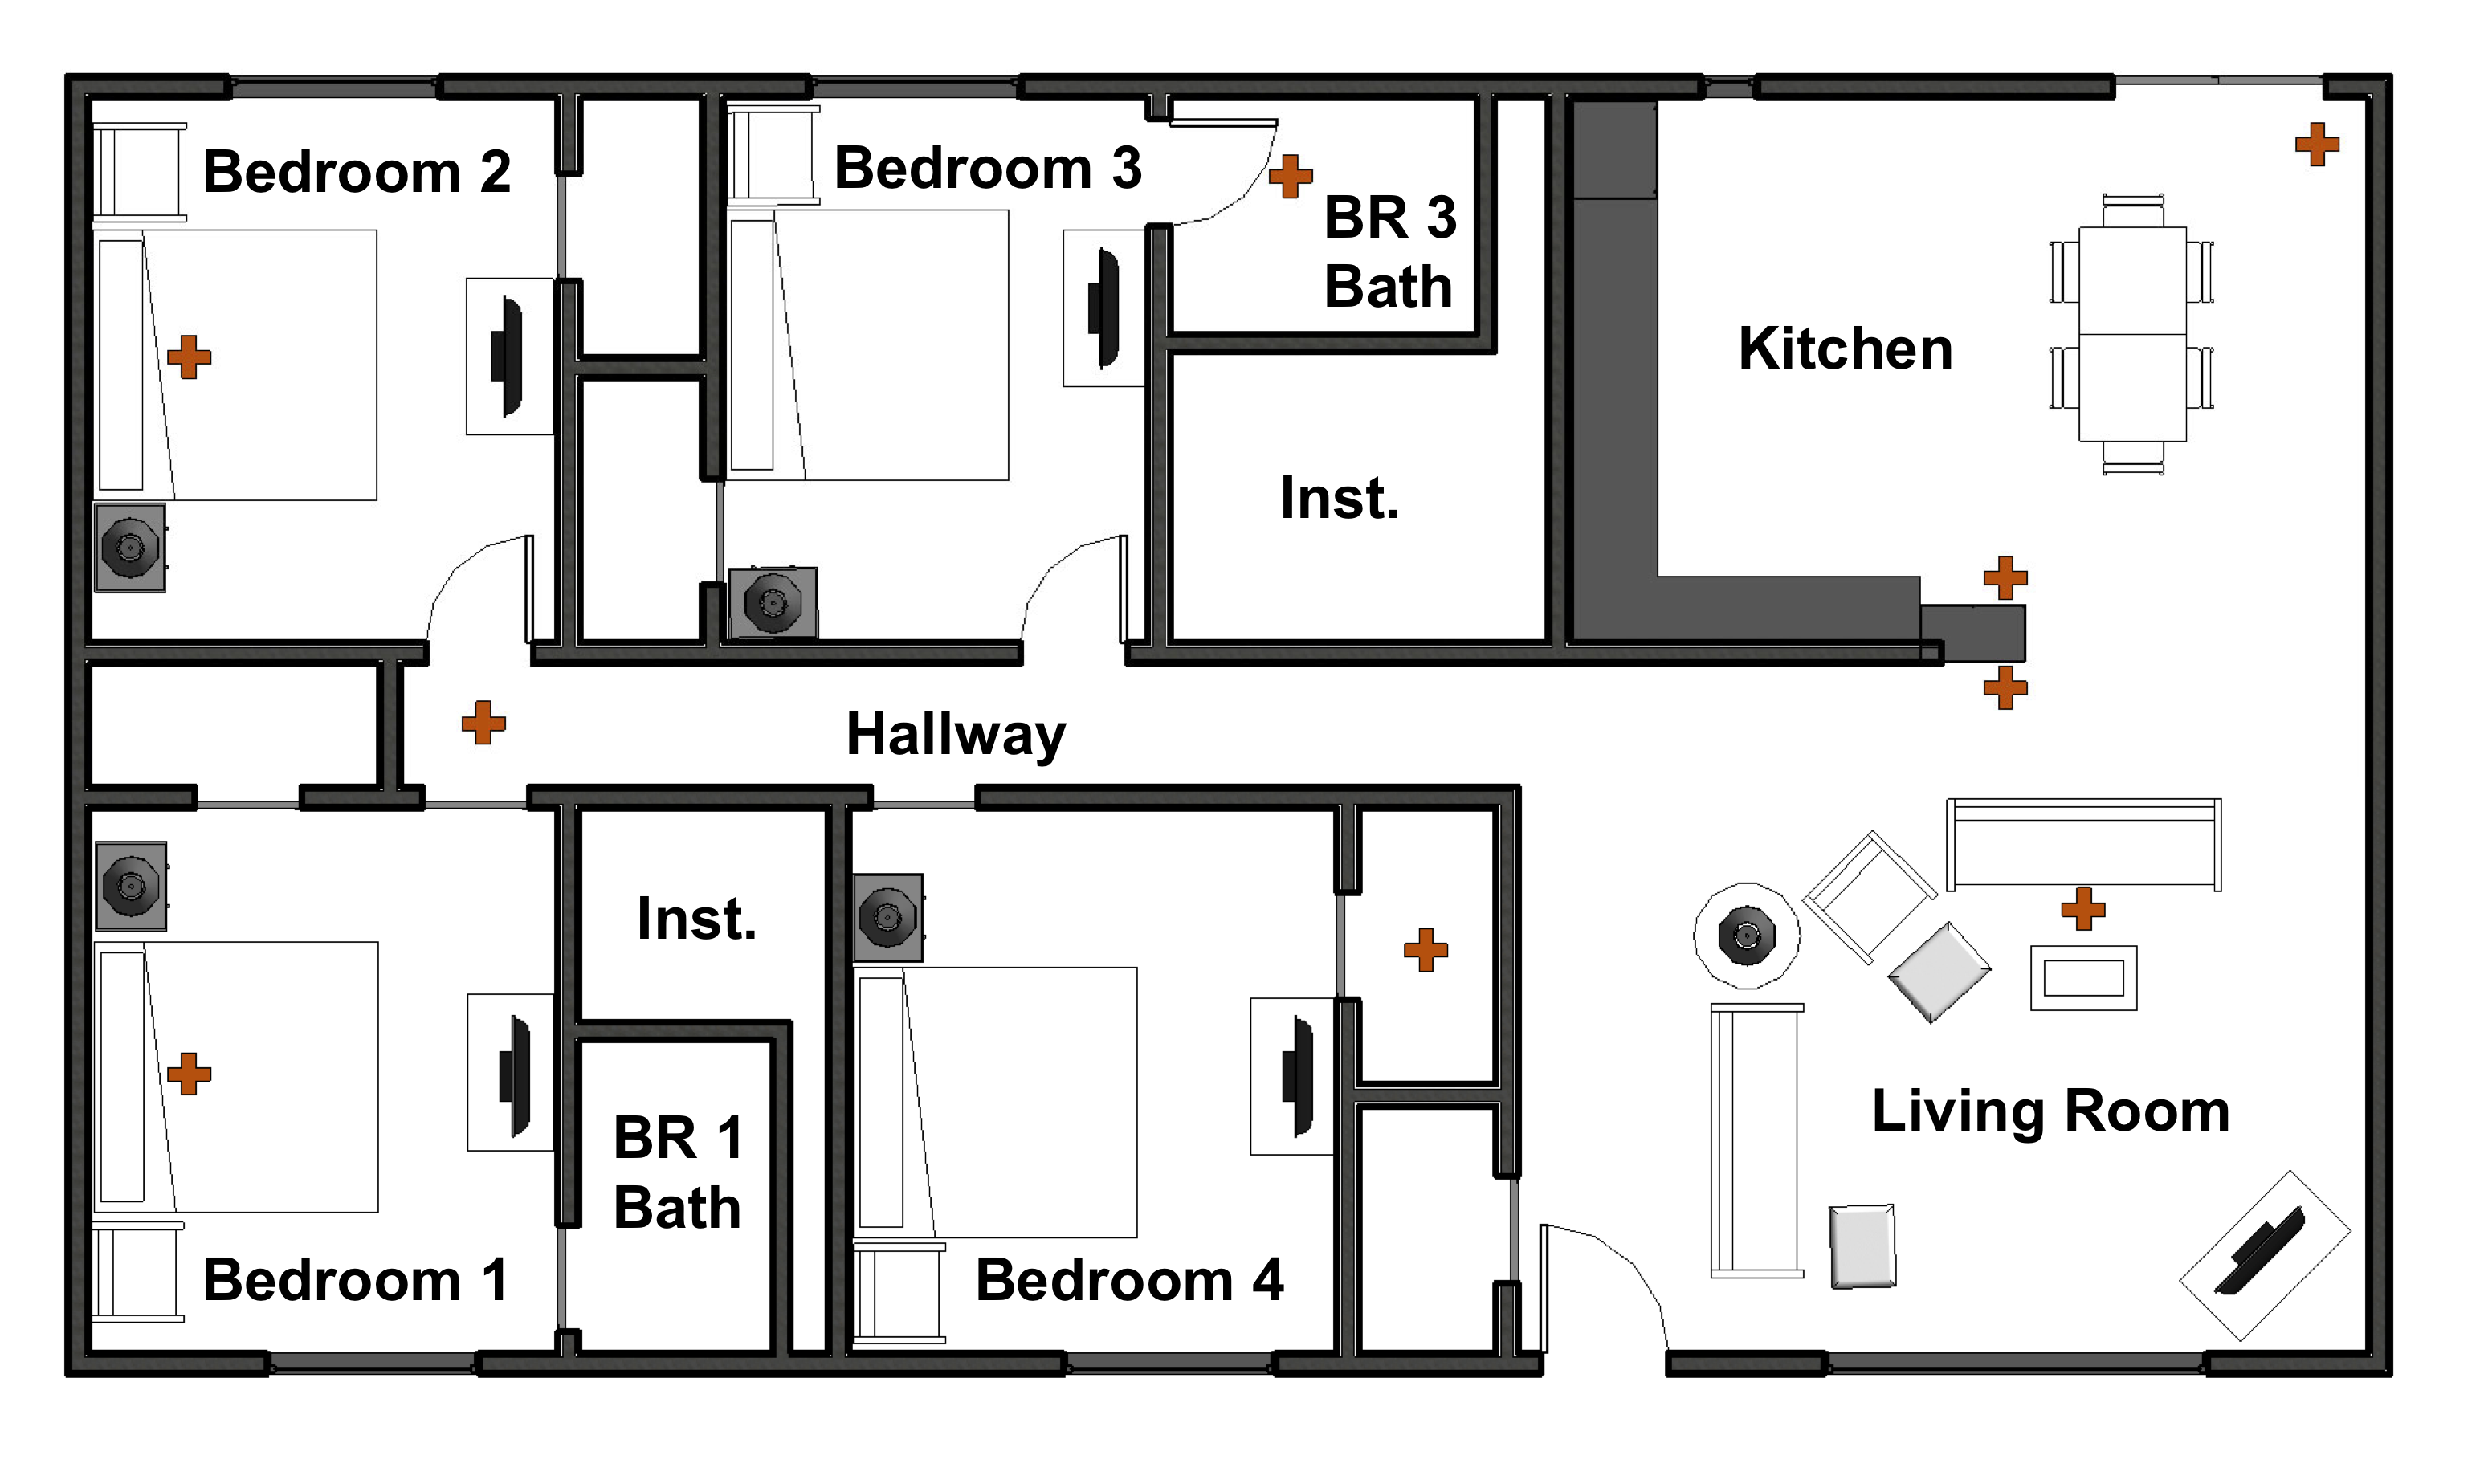 Bedroom 2
Bedroom 3
BR 3
Bath
Kitchen
Inst.
Hallway
Inst.
BR 1
Bath
Living Room
Bedroom 1
Bedroom 4